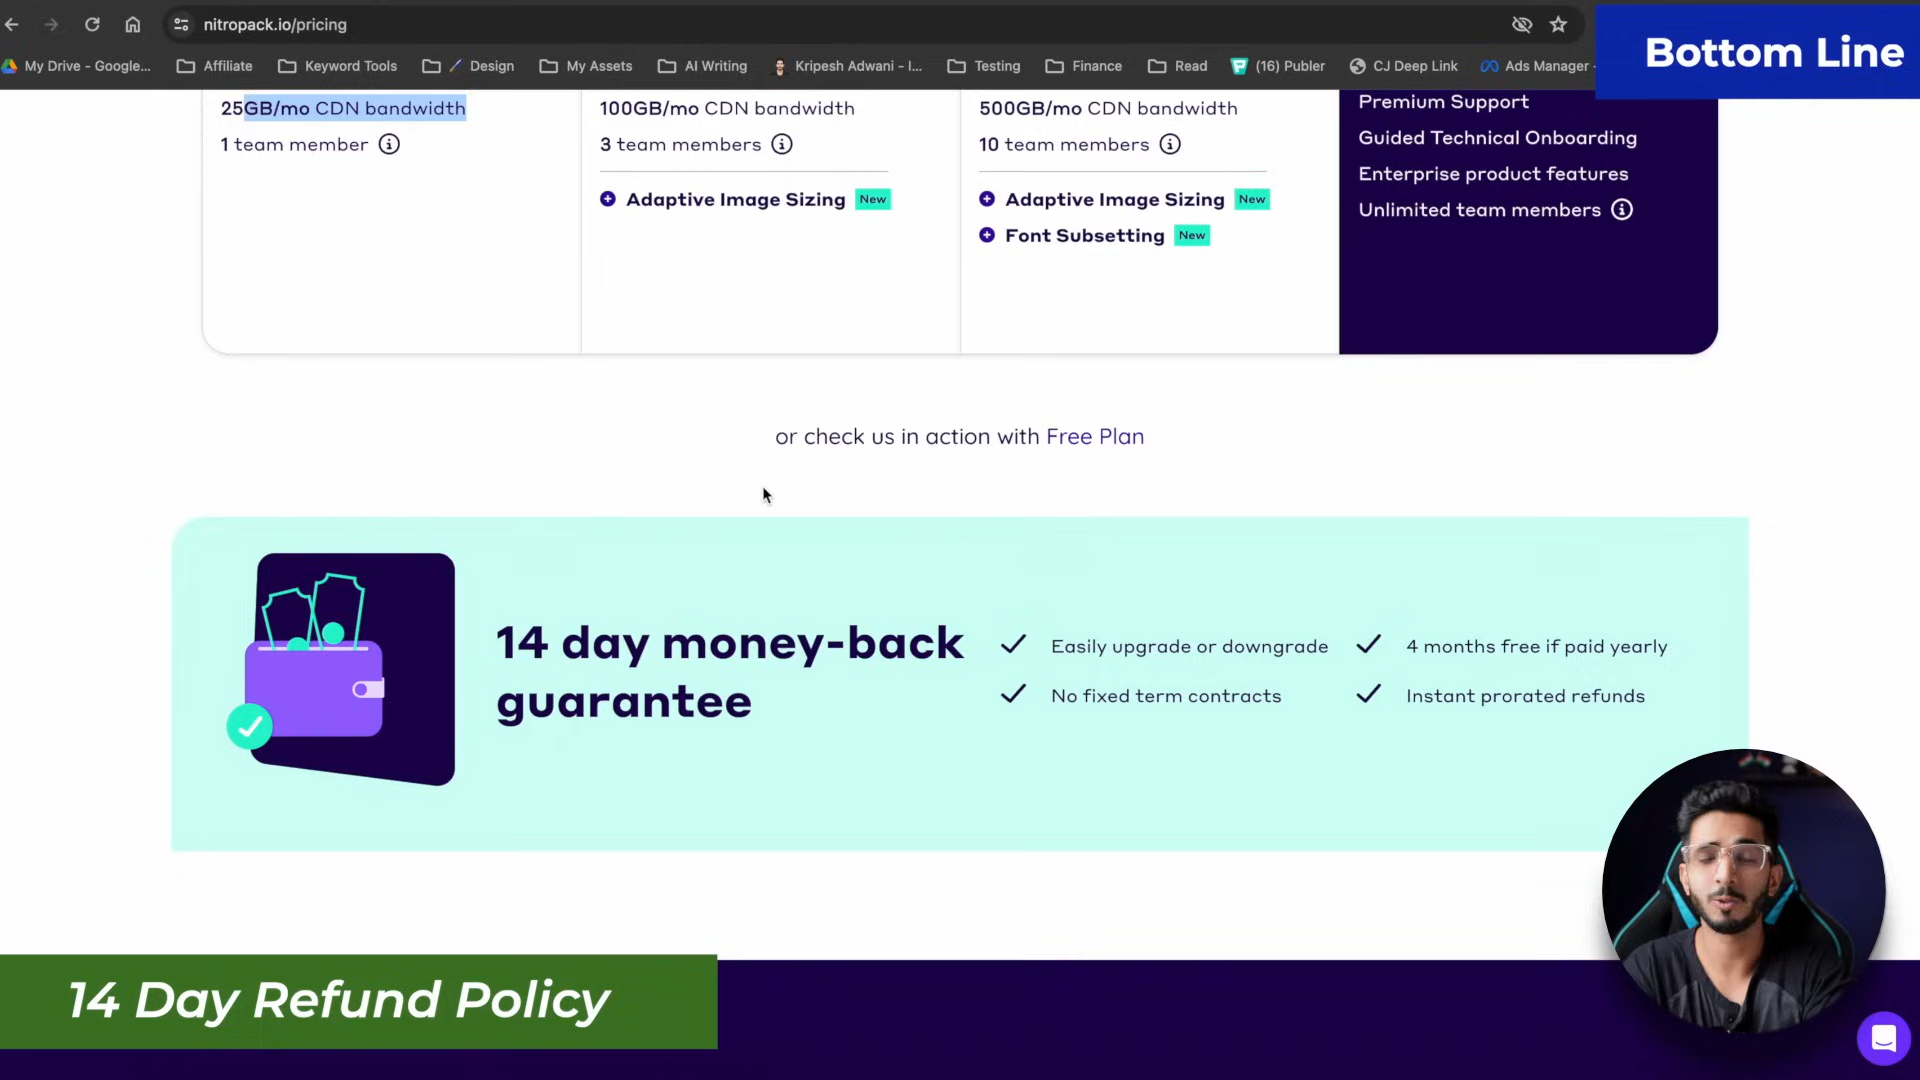 nitropack.io/pricing
Bottom Line
My Drive - Google...
Affiliate
Keyword Tools
Design
My Assets
AI Writing
Kripesh Adwani - I...
Testing
Finance
Read
(16) Publer
CJ Deep Link
Ads Manager -
25GB/mo CDN bandwidth
1 team member
100GB/mo CDN bandwidth
3 team members
Adaptive Image Sizing New
500GB/mo CDN bandwidth
10 team members
Adaptive Image Sizing New
Font Subsetting New
Premium Support
Guided Technical Onboarding
Enterprise product features
Unlimited team members
or check us in action with Free Plan
14 day money-back
guarantee
Easily upgrade or downgrade
No fixed term contracts
4 months free if paid yearly
Instant prorated refunds
14 Day Refund Policy